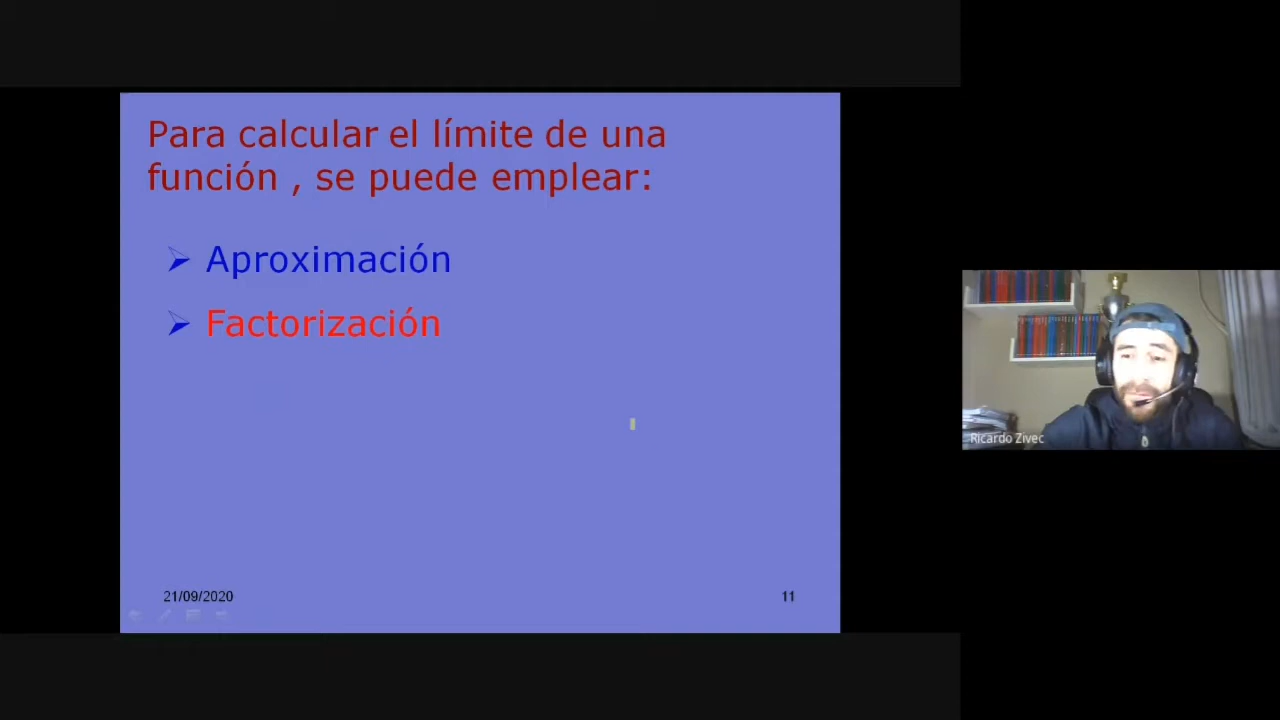 Para calcular el límite de una
función , se puede emplear:
➢ Aproximación
➢ Factorización
21/09/2020
11
Ricardo Zivec